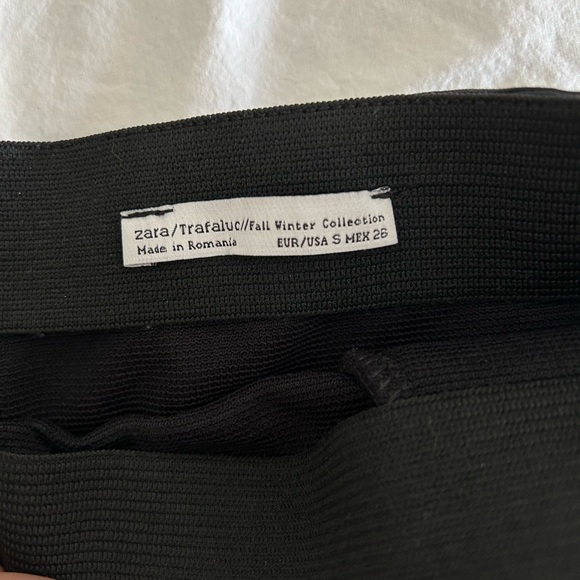 zara/Trafaluc//Fall Winter Collection
Made in Romania EUR/USA S MEX 26